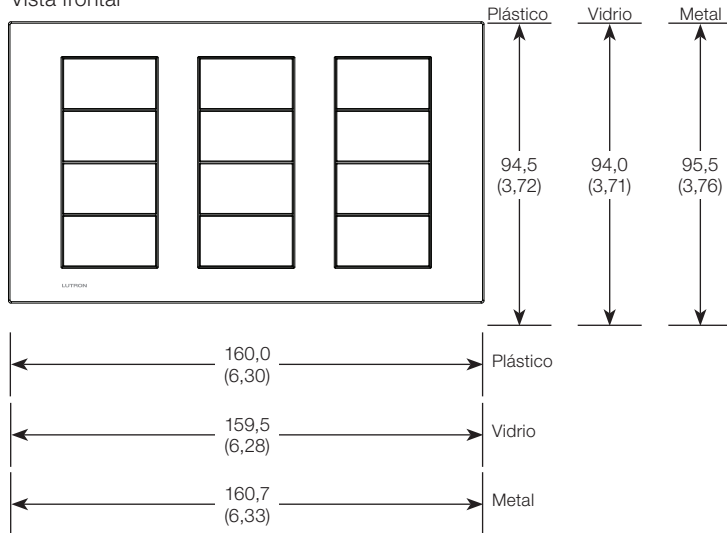 Vista frontal
Plástico
Vidrio
Metal
94,5
(3,72)
94,0
(3,71)
95,5
(3,76)
LUTRON
160,0
(6,30)
Plástico
159,5
(6,28)
Vidrio
160,7
(6,33)
Metal